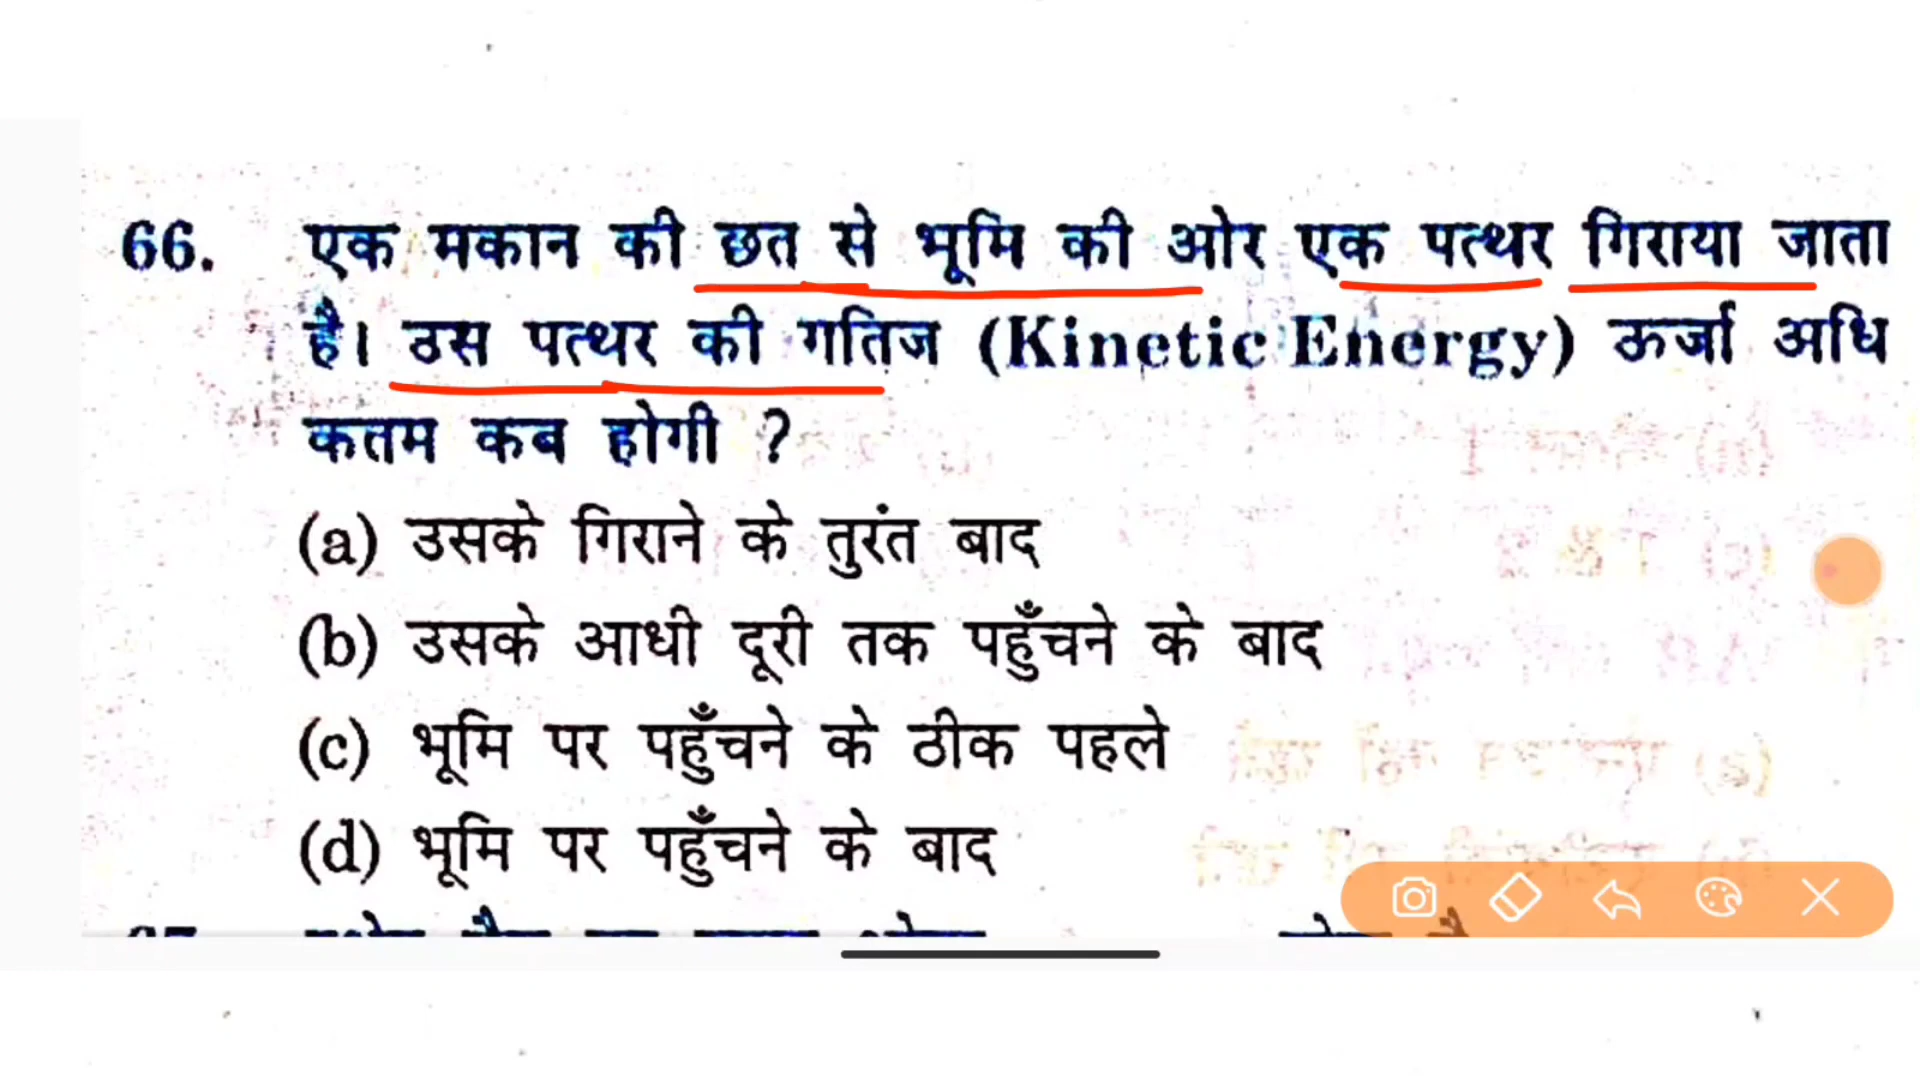 66. एक मकान की छत से भूमि की ओर एक पत्थर गिराया जाता
है। उस पत्थर की गतिज (Kinetic Energy) ऊर्जा अधि
कतम कब होगी ?
(a) उसके गिराने के तुरंत बाद
(b) उसके आधी दूरी तक पहुँचने के बाद
(c) भूमि पर पहुँचने के ठीक पहले
(d) भूमि पर पहुँचने के बाद